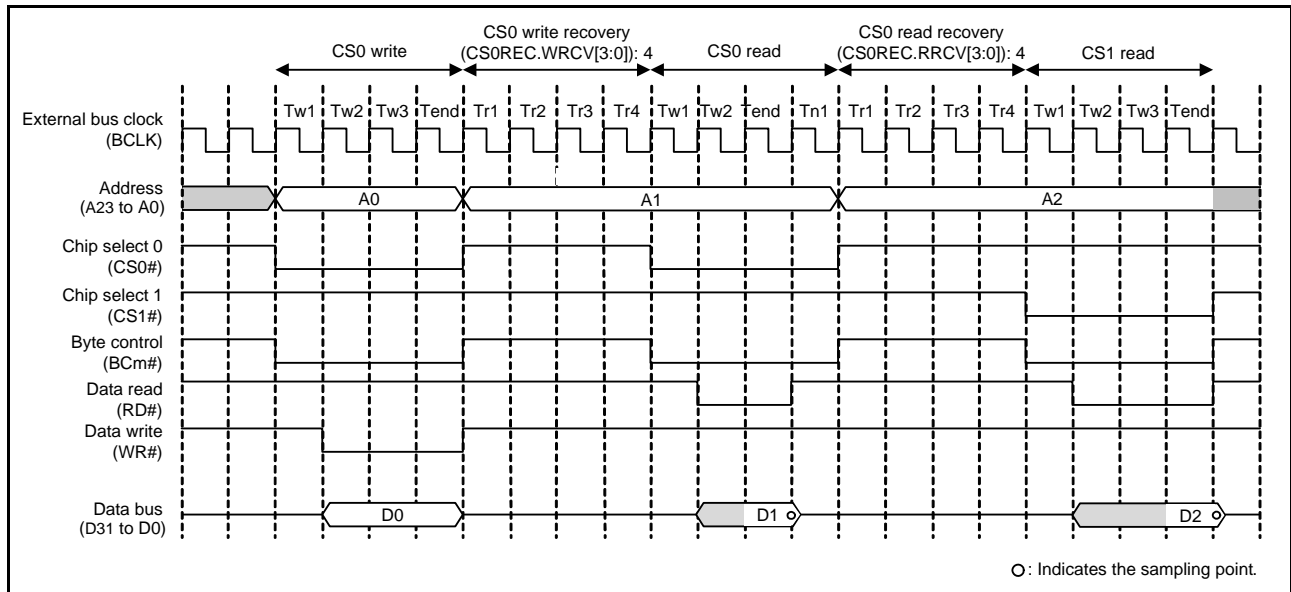 CS0 write
CS0 write recovery
(CS0REC.WRCV[3:0]): 4
CS0 read
CS0 read recovery
(CS0REC.RRCV[3:0]): 4
CS1 read
External bus clock
(BCLK)
Tw1 Tw2 Tw3 Tend Tr1 Tr2 Tr3 Tr4 Tw1 Tw2 Tend Tn1 Tr1 Tr2 Tr3 Tr4 Tw1 Tw2 Tw3 Tend
Address
(A23 to A0)
A0 A1 A2
Chip select 0
(CS0#)
Chip select 1
(CS1#)
Byte control
(BCm#)
Data read
(RD#)
Data write
(WR#)
Data bus
(D31 to D0)
D0 D1 D2
: Indicates the sampling point.